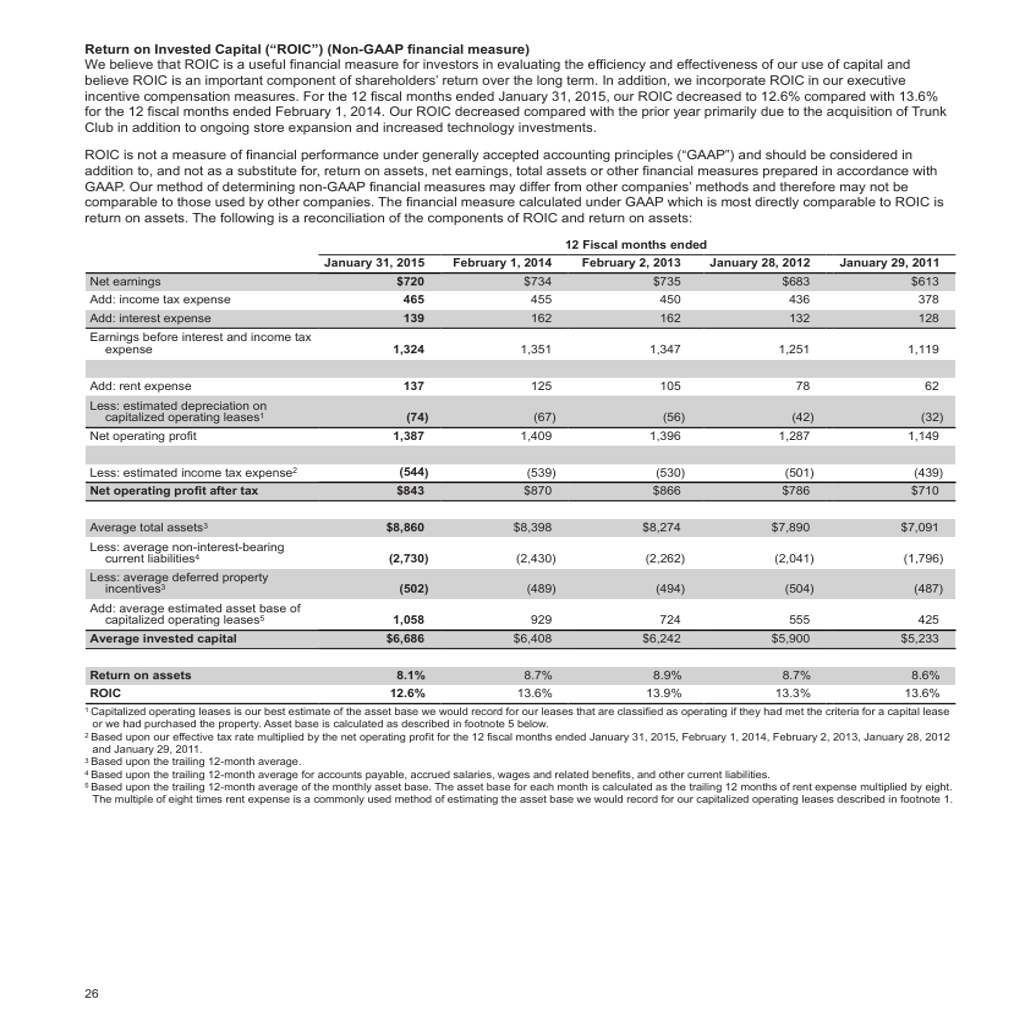 Return on Invested Capital (“ROIC”) (Non-GAAP financial measure)
We believe that ROIC is a useful financial measure for investors in evaluating the efficiency and effectiveness of our use of capital and
believe ROIC is an important component of shareholders’ return over the long term. In addition, we incorporate ROIC in our executive
incentive compensation measures. For the 12 fiscal months ended January 31, 2015, our ROIC decreased to 12.6% compared with 13.6%
for the 12 fiscal months ended February 1, 2014. Our ROIC decreased compared with the prior year primarily due to the acquisition of Trunk
Club in addition to ongoing store expansion and increased technology investments.
ROIC is not a measure of financial performance under generally accepted accounting principles (“GAAP”) and should be considered in
addition to, and not as a substitute for, return on assets, net earnings, total assets or other financial measures prepared in accordance with
GAAP. Our method of determining non-GAAP financial measures may differ from other companies’ methods and therefore may not be
comparable to those used by other companies. The financial measure calculated under GAAP which is most directly comparable to ROIC is
return on assets. The following is a reconciliation of the components of ROIC and return on assets:
12 Fiscal months ended
January 31, 2015 February 1, 2014 February 2, 2013 January 28, 2012 January 29, 2011
Net earnings $720 $734 $735 $683 $613
Add: income tax expense 465 455 450 436 378
Add: interest expense 139 162 162 132 128
Earnings before interest and income tax
expense 1,324 1,351 1,347 1,251 1,119
Add: rent expense 137 125 105 78 62
Less: estimated depreciation on
capitalized operating leases¹ (74) (67) (56) (42) (32)
Net operating profit 1,387 1,409 1,396 1,287 1,149
Less: estimated income tax expense² (544) (539) (530) (501) (439)
Net operating profit after tax $843 $870 $866 $786 $710
Average total assets³ $8,860 $8,398 $8,274 $7,890 $7,091
Less: average non-interest-bearing
current liabilities⁴ (2,730) (2,430) (2,262) (2,041) (1,796)
Less: average deferred property
incentives³ (502) (489) (494) (504) (487)
Add: average estimated asset base of
capitalized operating leases⁵ 1,058 929 724 555 425
Average invested capital $6,686 $6,408 $6,242 $5,900 $5,233
Return on assets 8.1% 8.7% 8.9% 8.7% 8.6%
ROIC 12.6% 13.6% 13.9% 13.3% 13.6%
¹ Capitalized operating leases is our best estimate of the asset base we would record for our leases that are classified as operating if they had met the criteria for a capital lease
or we had purchased the property. Asset base is calculated as described in footnote 5 below.
² Based upon our effective tax rate multiplied by the net operating profit for the 12 fiscal months ended January 31, 2015, February 1, 2014, February 2, 2013, January 28, 2012
and January 29, 2011.
³ Based upon the trailing 12-month average.
⁴ Based upon the trailing 12-month average for accounts payable, accrued salaries, wages and related benefits, and other current liabilities.
⁵ Based upon the trailing 12-month average of the monthly asset base. The asset base for each month is calculated as the trailing 12 months of rent expense multiplied by eight.
The multiple of eight times rent expense is a commonly used method of estimating the asset base we would record for our capitalized operating leases described in footnote 1.
26